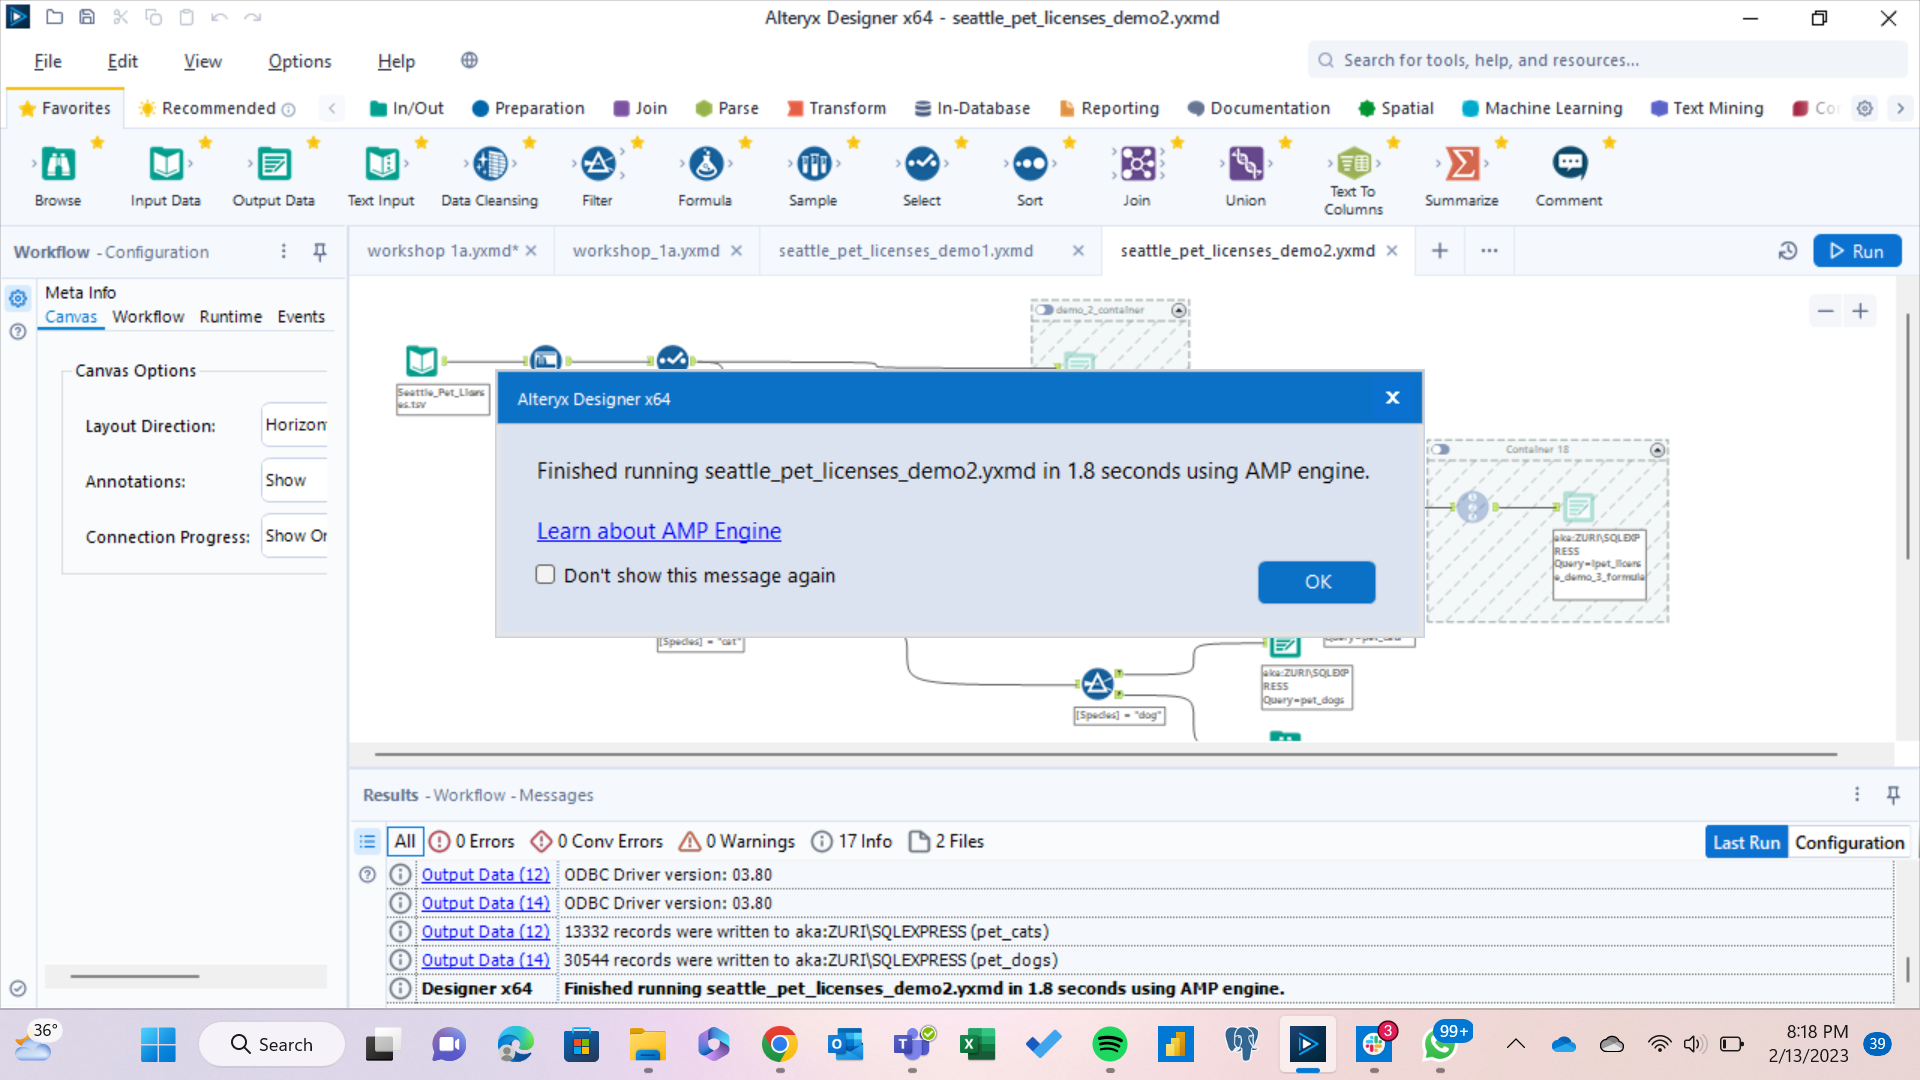 Alteryx Designer x64 - seattle_pet_licenses_demo2.yxmd
File Edit View Options Help
Search for tools, help, and resources...
Favorites Recommended In/Out Preparation Join Parse Transform In-Database Reporting Documentation Spatial Machine Learning Text Mining Co
Browse Input Data Output Data Text Input Data Cleansing Filter Formula Sample Select Sort Join Union Text To Columns Summarize Comment
Workflow - Configuration
workshop 1a.yxmd* workshop_1a.yxmd seattle_pet_licenses_demo1.yxmd seattle_pet_licenses_demo2.yxmd
Run
Meta Info
Canvas Workflow Runtime Events
Canvas Options
Layout Direction: Horizon
Annotations: Show
Connection Progress: Show Or
demo_2_container
Seattle_Pet_Licens
es.tsv
Alteryx Designer x64
Finished running seattle_pet_licenses_demo2.yxmd in 1.8 seconds using AMP engine.
Learn about AMP Engine
Don't show this message again
OK
Container 18
aka:ZURI\SQLEXP
RESS
Query=lpet_licens
e_demo_3_formula
[Species] = "cat"
aka:ZURI\SQLEXP
RESS
Query=pet_dogs
[Species] = "dog"
Results - Workflow - Messages
All 0 Errors 0 Conv Errors 0 Warnings 17 Info 2 Files
Last Run Configuration
Output Data (12) ODBC Driver version: 03.80
Output Data (14) ODBC Driver version: 03.80
Output Data (12) 13332 records were written to aka:ZURI\SQLEXPRESS (pet_cats)
Output Data (14) 30544 records were written to aka:ZURI\SQLEXPRESS (pet_dogs)
Designer x64 Finished running seattle_pet_licenses_demo2.yxmd in 1.8 seconds using AMP engine.
36°
Search
3
99+
8:18 PM
2/13/2023
39